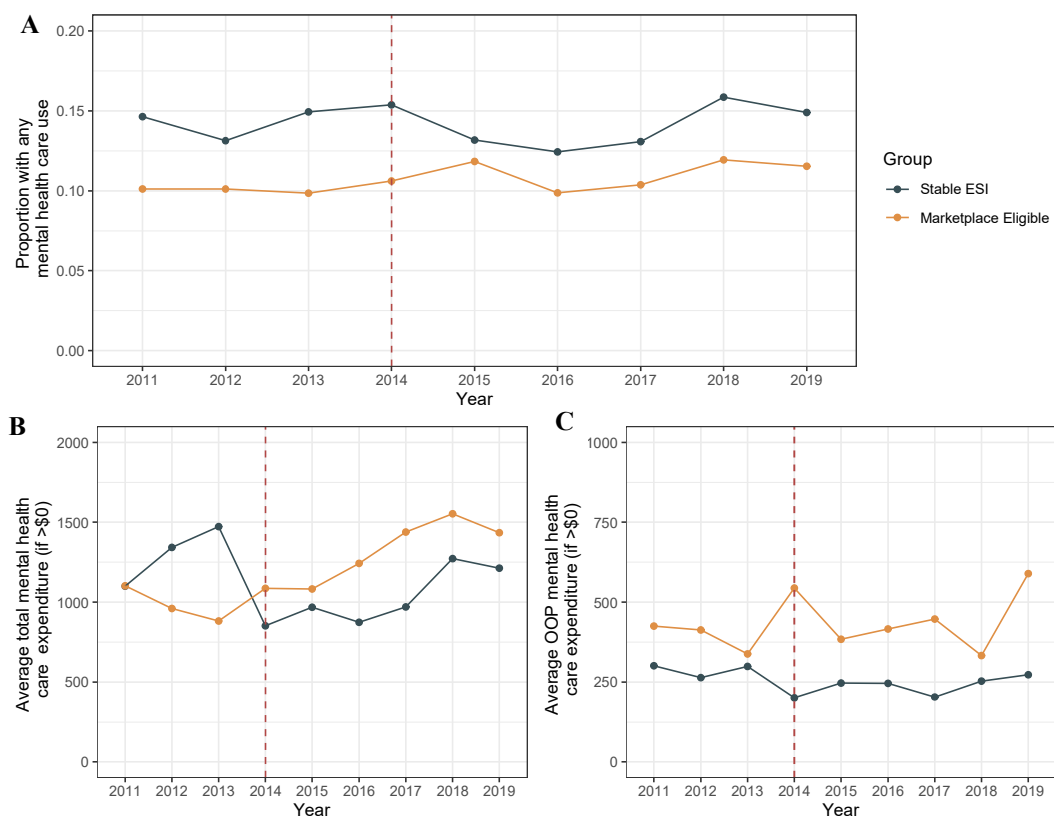 A
Proportion with any
mental health care use
0.20
0.15
0.10
0.05
0.00
2011 2012 2013 2014 2015 2016 2017 2018 2019
Year
Group
Stable ESI
Marketplace Eligible
B
Average total mental health
care expenditure (if >$0)
2000
1500
1000
500
0
2011 2012 2013 2014 2015 2016 2017 2018 2019
Year
C
Average OOP mental health
care expenditure (if >$0)
1000
750
500
250
0
2011 2012 2013 2014 2015 2016 2017 2018 2019
Year